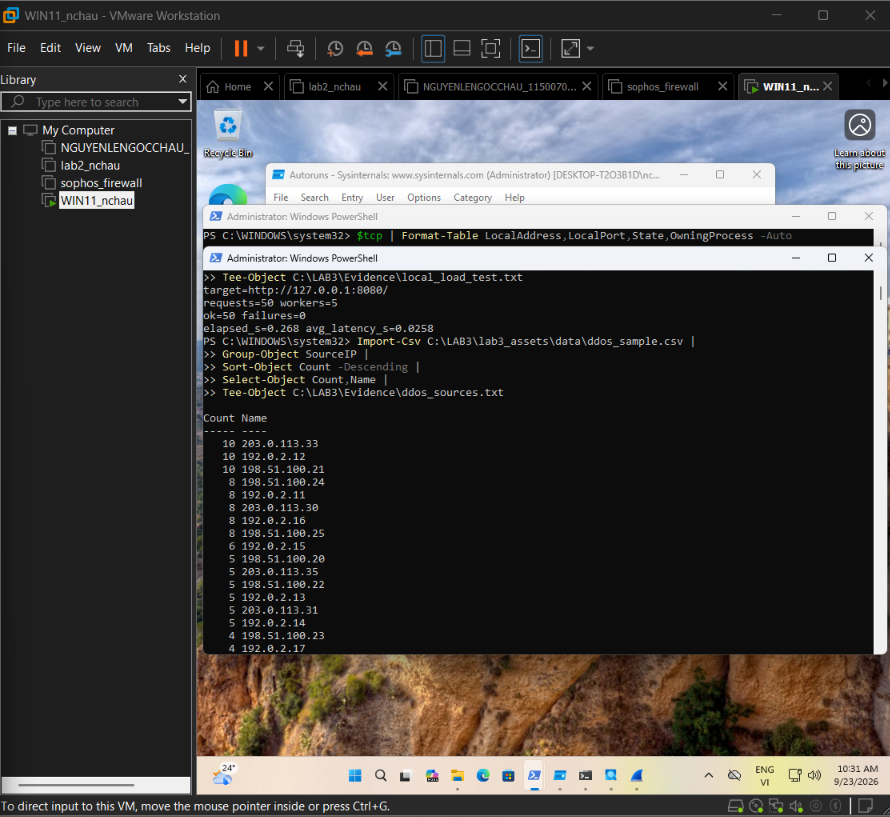 WIN11_nchau - VMware Workstation
File Edit View VM Tabs Help
Library
Type here to search
My Computer
NGUYENLENGOCCHAU_
lab2_nchau
sophos_firewall
WIN11_nchau
Home lab2_nchau NGUYENLENGOCCHAU_1150070... sophos_firewall WIN11_n...
Recycle Bin
Learn about
this picture
Autoruns - Sysinternals: www.sysinternals.com (Administrator) [DESKTOP-T2O3B1D\nc...
File Search Entry User Options Category Help
Administrator: Windows PowerShell
PS C:\WINDOWS\system32> $tcp | Format-Table LocalAddress,LocalPort,State,OwningProcess -Auto
Administrator: Windows PowerShell
>> Tee-Object C:\LAB3\Evidence\local_load_test.txt
target=http://127.0.0.1:8080/
requests=50 workers=5
ok=50 failures=0
elapsed_s=0.268 avg_latency_s=0.0258
PS C:\WINDOWS\system32> Import-Csv C:\LAB3\lab3_assets\data\ddos_sample.csv |
>> Group-Object SourceIP |
>> Sort-Object Count -Descending |
>> Select-Object Count,Name |
>> Tee-Object C:\LAB3\Evidence\ddos_sources.txt
Count Name
----- ----
10 203.0.113.33
10 192.0.2.12
10 198.51.100.21
8 198.51.100.24
8 192.0.2.11
8 203.0.113.30
8 192.0.2.16
8 198.51.100.25
6 192.0.2.15
5 198.51.100.20
5 203.0.113.35
5 198.51.100.22
5 192.0.2.13
5 203.0.113.31
5 192.0.2.14
4 198.51.100.23
4 192.0.2.17
24°
ENG
VI
10:31 AM
9/23/2026
To direct input to this VM, move the mouse pointer inside or press Ctrl+G.